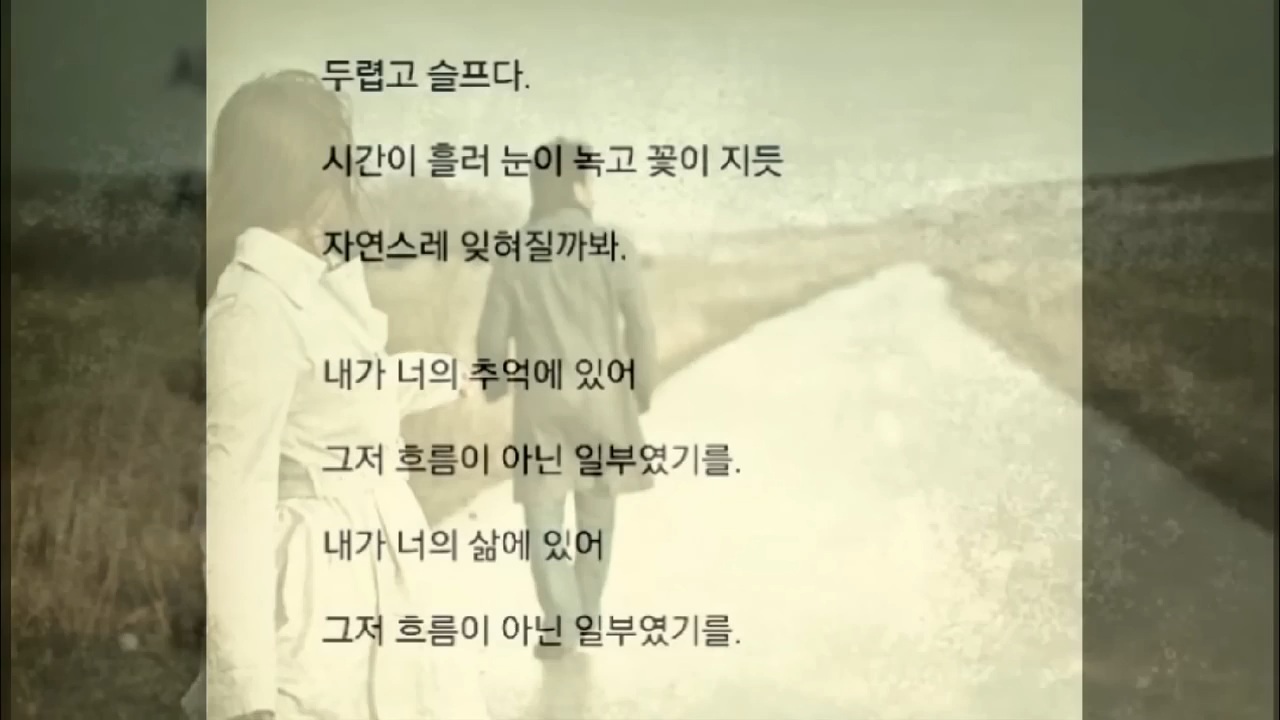 두렵고 슬프다.
시간이 흘러 눈이 녹고 꽃이 지듯
자연스레 잊혀질까봐.
내가 너의 추억에 있어
그저 흐름이 아닌 일부였기를.
내가 너의 삶에 있어
그저 흐름이 아닌 일부였기를.